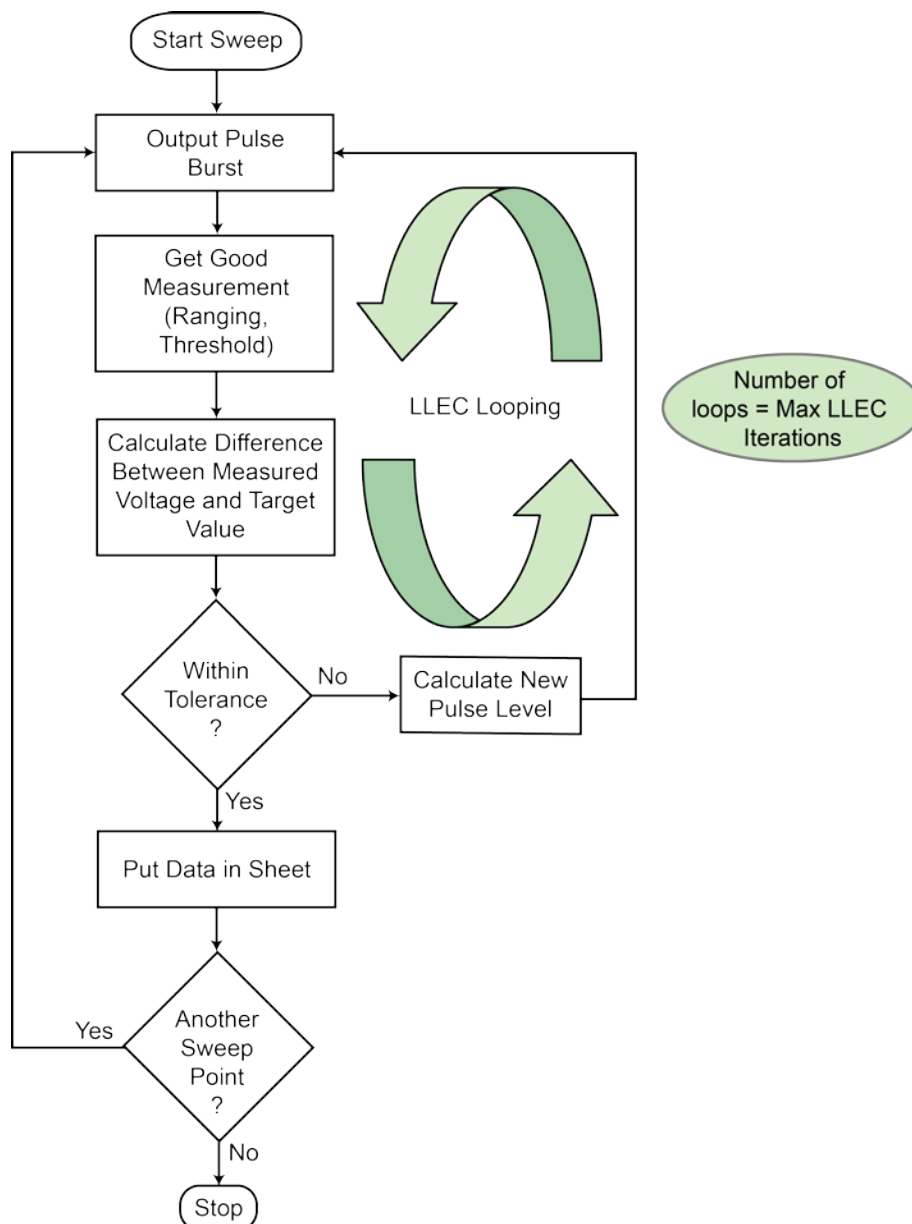 Start Sweep
Output Pulse
Burst
Get Good
Measurement
(Ranging,
Threshold)
LLEC Looping
Number of
loops = Max LLEC
Iterations
Calculate Difference
Between Measured
Voltage and Target
Value
Within
Tolerance
?
No
Calculate New
Pulse Level
Yes
Put Data in Sheet
Yes
Another
Sweep
Point
?
No
Stop